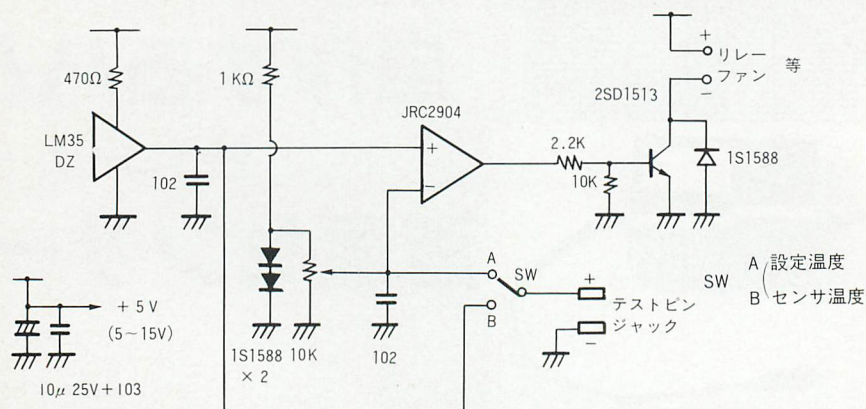 470Ω
1KΩ
JRC2904
2SD1513
+
リレー
ファン
等
−
LM35
DZ
102
+
−
2.2K
10K
1S1588
A
SW
B
+
テストピン
ジャック
−
SW
A 設定温度
B センサ温度
+5V
(5~15V)
10μ 25V+103
1S1588
×2
10K
102